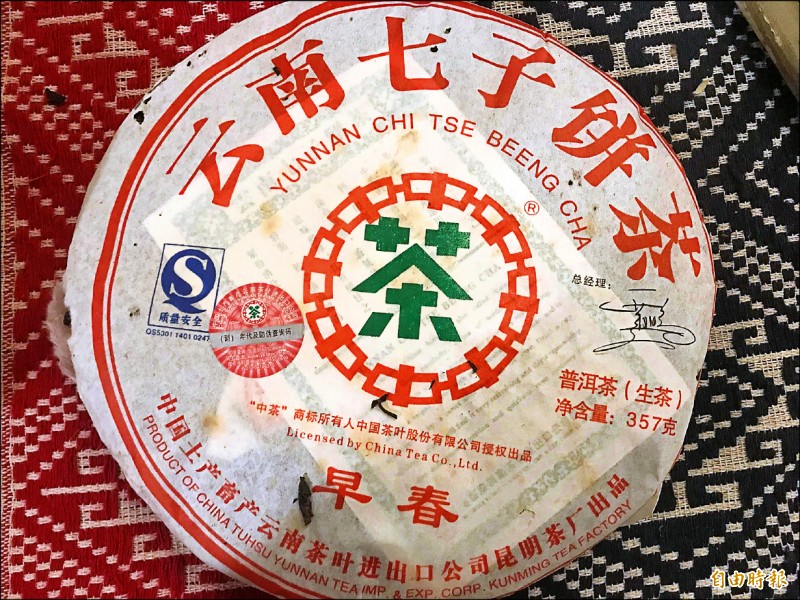 云南七子饼茶
YUNNAN CHI TSE BEENG CHA
®
茶
总经理：
QS
质量安全
QS5301 1401 0247
茶
普洱茶（生茶）
净含量：357克
“中茶”商标所有人中国茶叶股份有限公司授权出品
Licensed by China Tea Co.,Ltd.
早春
中国土产畜产云南茶叶进出口公司昆明茶厂出品
PRODUCT OF CHINA TUHSU YUNNAN TEA IMP. & EXP. CORP. KUNMING TEA FACTORY
自由時報